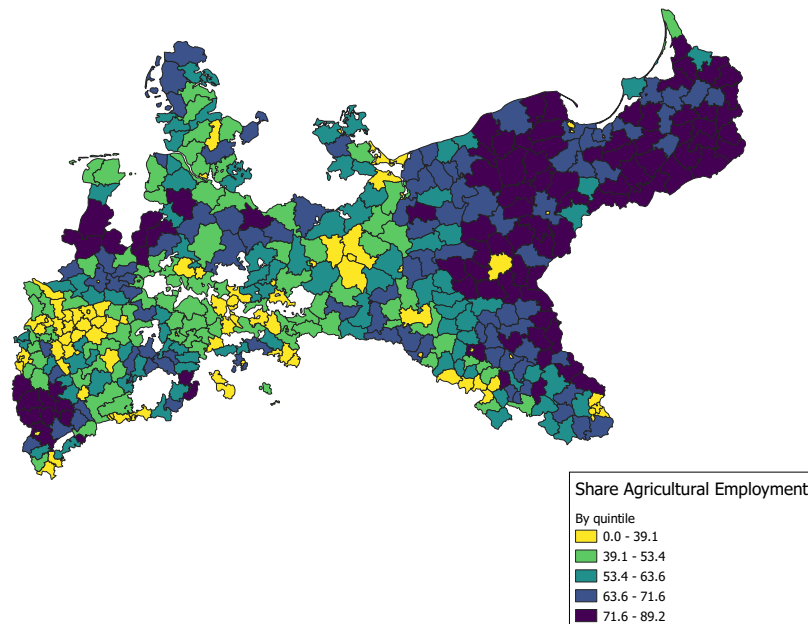 Share Agricultural Employment
By quintile
0.0 - 39.1
39.1 - 53.4
53.4 - 63.6
63.6 - 71.6
71.6 - 89.2